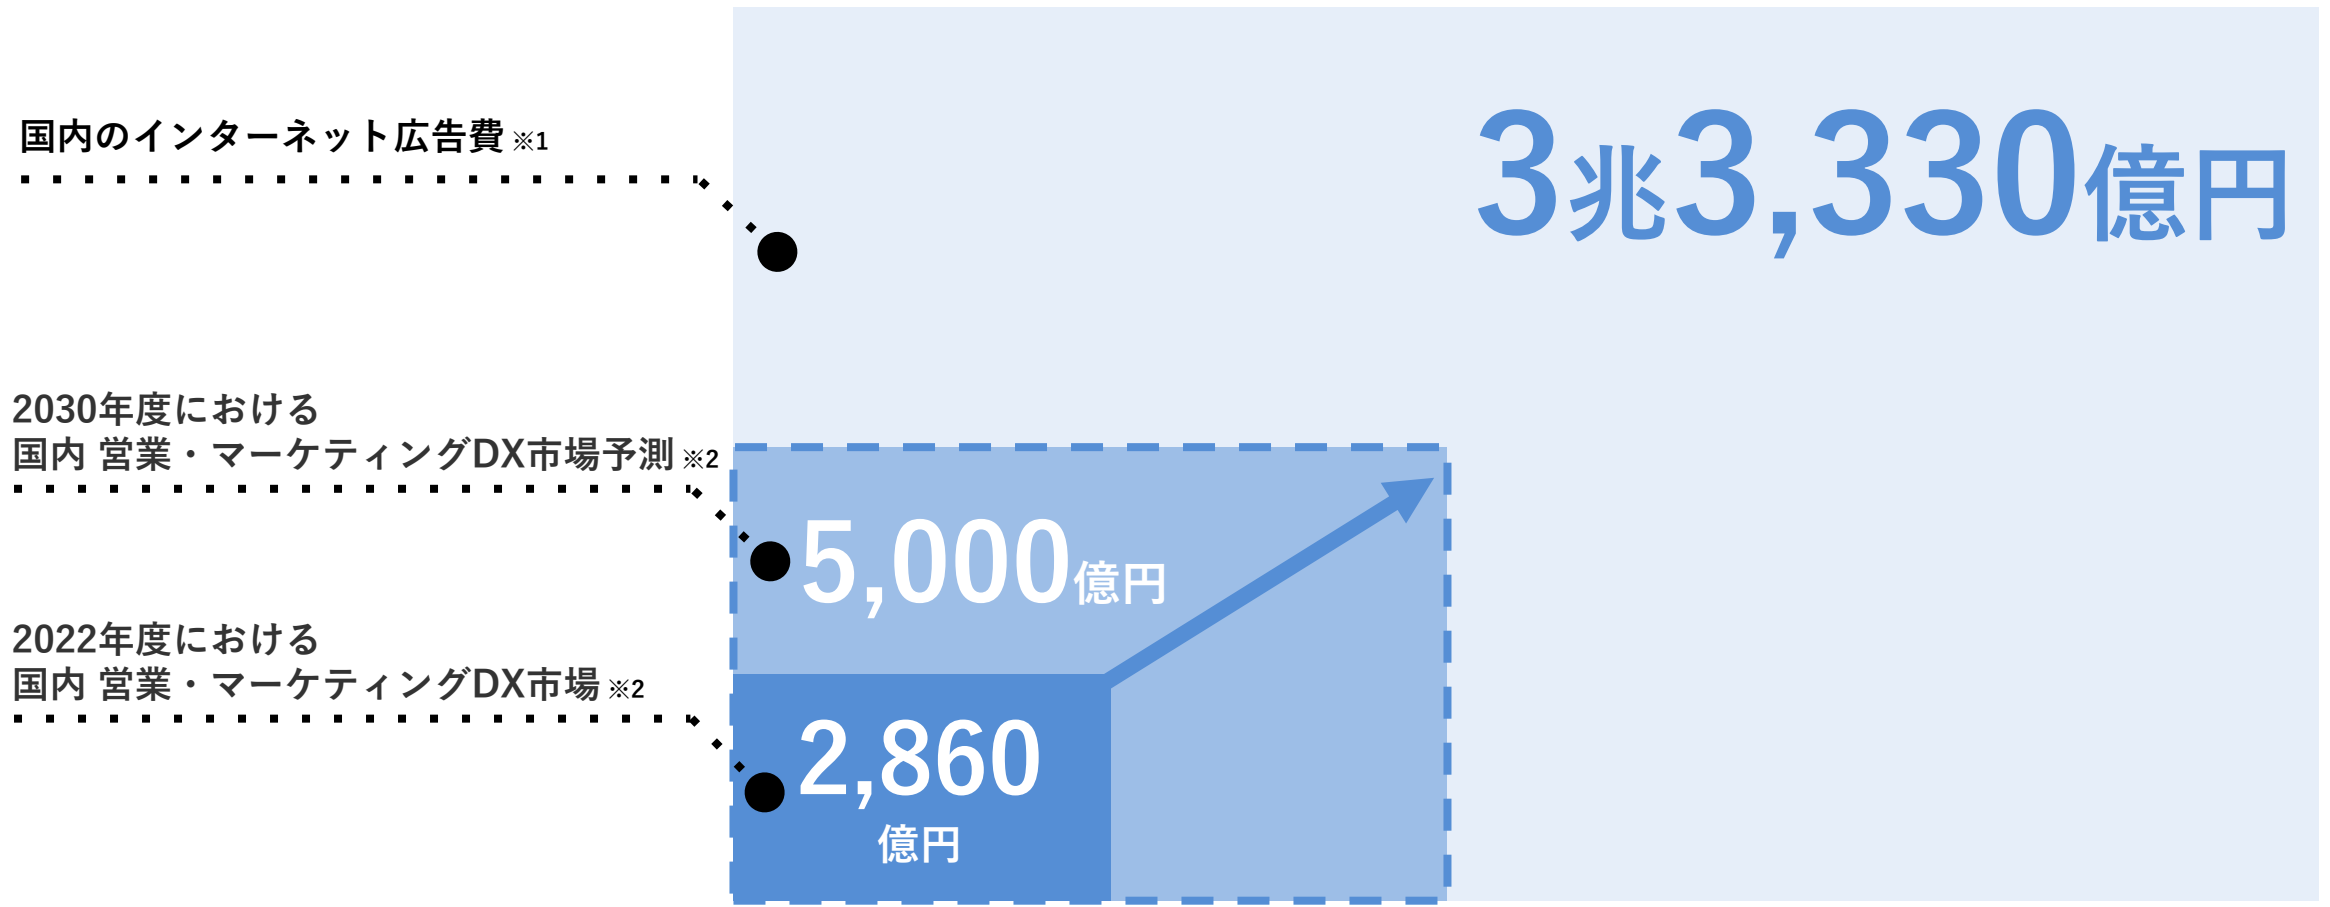 国内のインターネット広告費 ※1
3兆3,330億円
2030年度における
国内 営業・マーケティングDX市場予測 ※2
5,000億円
2022年度における
国内 営業・マーケティングDX市場 ※2
2,860
億円